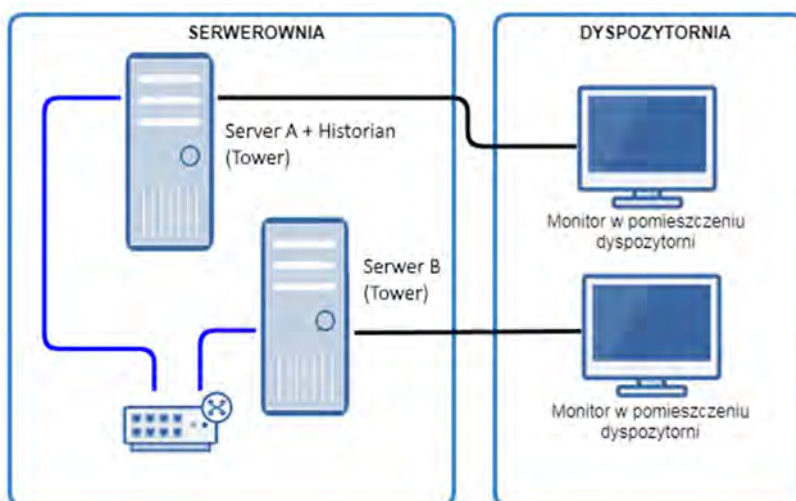 SERWEROWNIA
DYSPOZYTORNIA
Server A + Historian
(Tower)
Monitor w pomieszczeniu
dyspozytorni
Serwer B
(Tower)
Monitor w pomieszczeniu
dyspozytorni